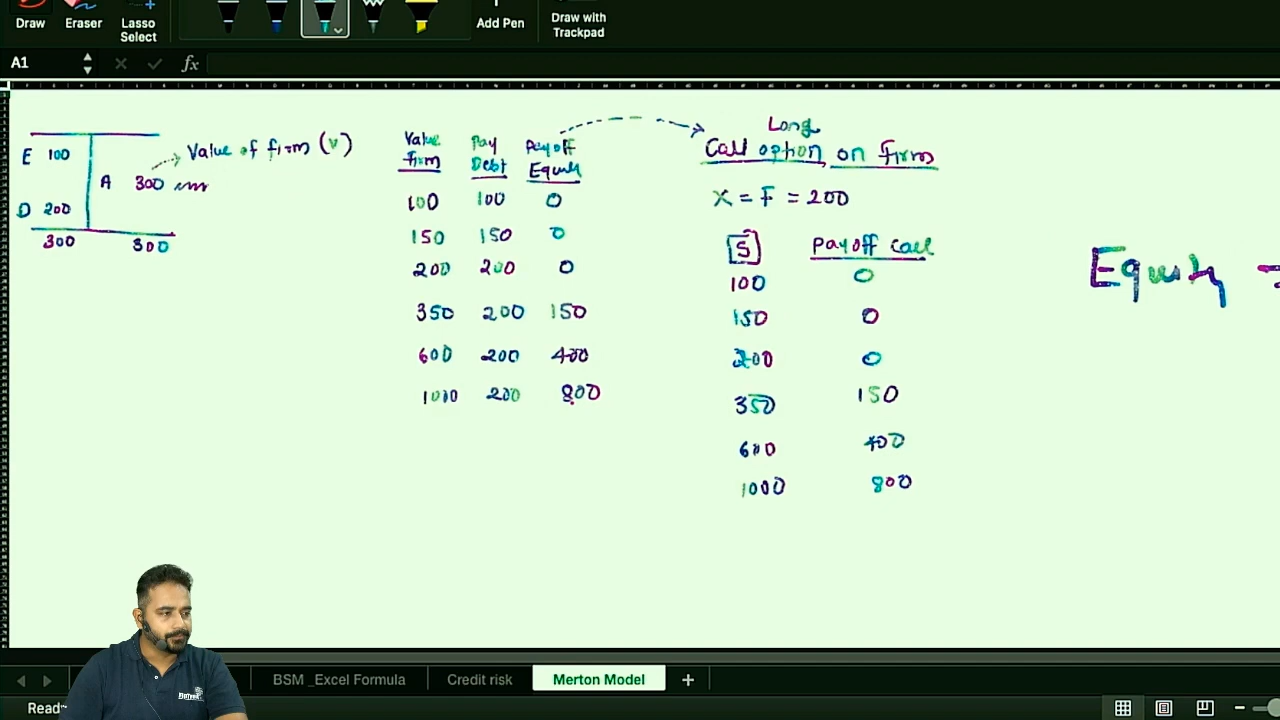 Draw
Eraser
Lasso Select
Add Pen
Draw with Trackpad
A1
fx
E 100
A 300
D 200
300 300
Value of firm (V)
Value Firm Pay Debt Payoff Equity
100 100 0
150 150 0
200 200 0
350 200 150
600 200 400
1000 200 800
Long
Call option on Firm
X = F = 200
S Payoff call
100 0
150 0
200 0
350 150
600 400
1000 800
Equity
BSM _Excel Formula
Credit risk
Merton Model
Ready